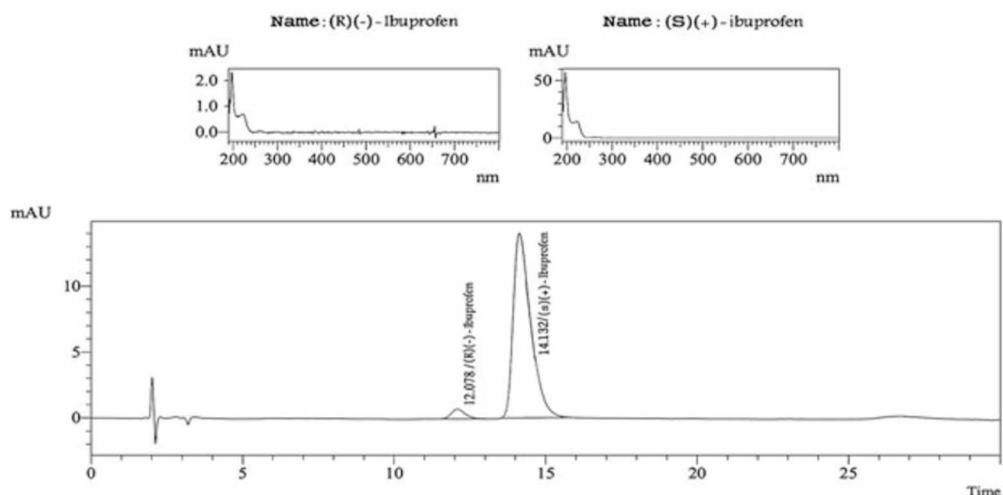 Name:(R)(-)-Ibuprofen
Name:(S)(+)-ibuprofen
mAU
mAU
2.0
1.0
0.0
200 300 400 500 600 700
nm
50
0
200 300 400 500 600 700
nm
mAU
10
5
0
12.078/(R)(-)-Ibuprofen
14.132/(s)(+)-Ibuprofen
0 5 10 15 20 25
Time